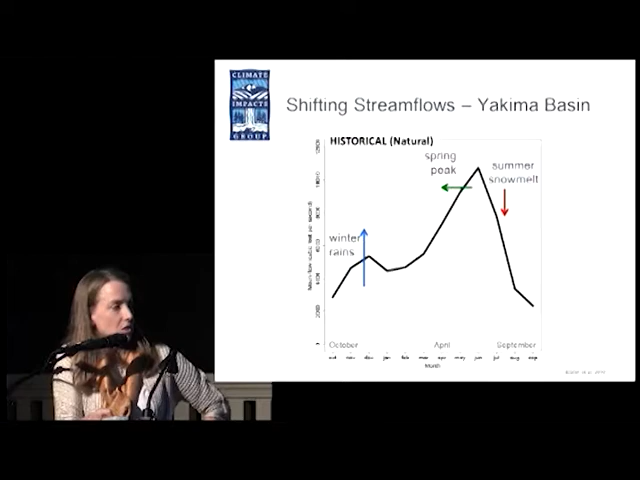 CLIMATE
IMPACTS
GROUP
Shifting Streamflows – Yakima Basin
HISTORICAL (Natural)
spring
peak
summer
snowmelt
winter
rains
October April September
oct nov dec jan feb mar apr may jun jul aug sep
Month